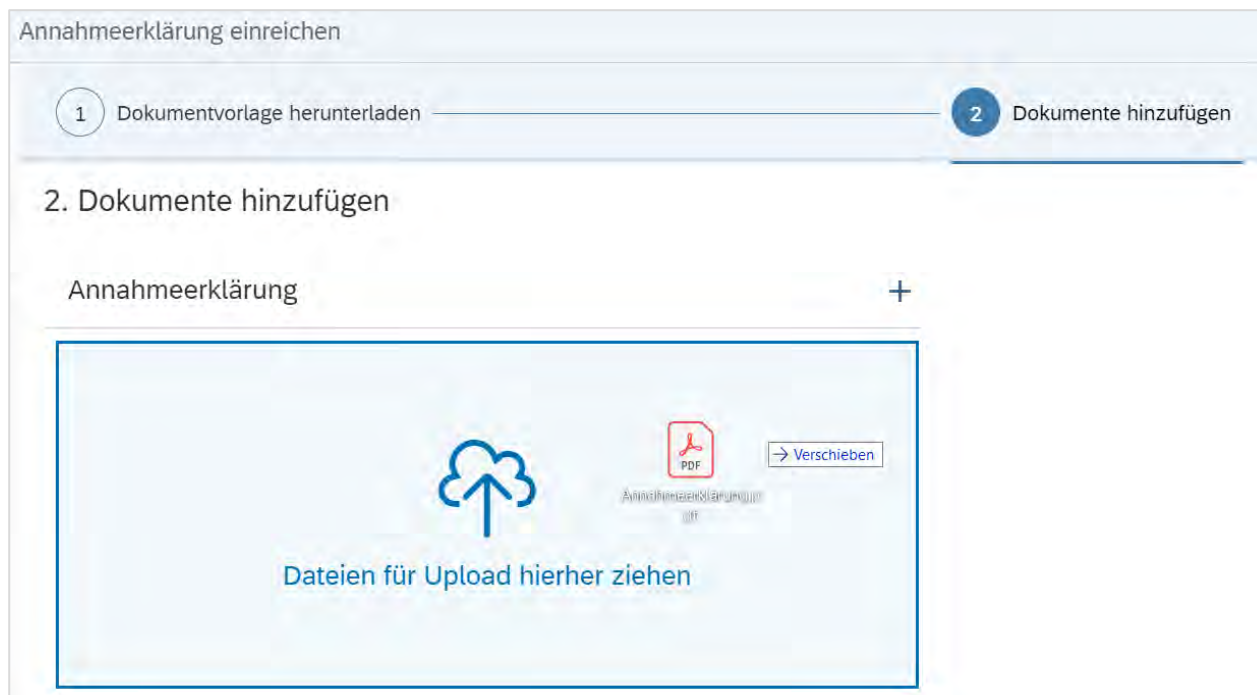 Annahmeerklärung einreichen
1 Dokumentvorlage herunterladen 2 Dokumente hinzufügen
2. Dokumente hinzufügen
Annahmeerklärung +
PDF
→ Verschieben
Dateien für Upload hierher ziehen